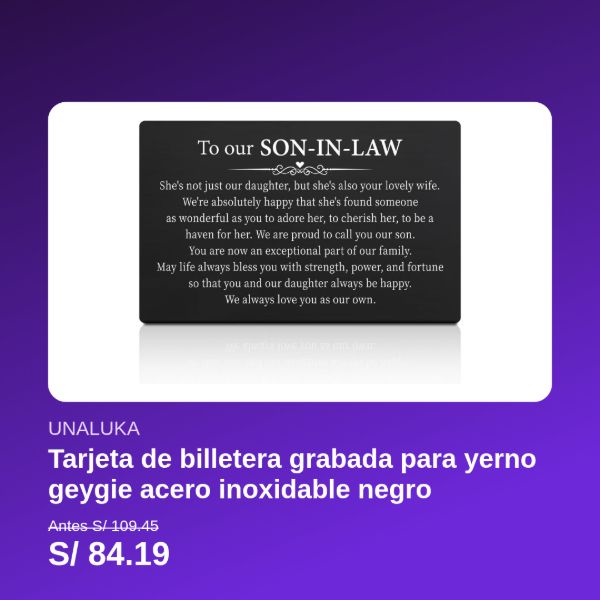 To our SON-IN-LAW
She's not just our daughter, but she's also your lovely wife.
We're absolutely happy that she's found someone
as wonderful as you to adore her, to cherish her, to be a
haven for her. We are proud to call you our son.
You are now an exceptional part of our family.
May life always bless you with strength, power, and fortune
so that you and our daughter always be happy.
We always love you as our own.
UNALUKA
Tarjeta de billetera grabada para yerno
geygie acero inoxidable negro
Antes S/ 109.45
S/ 84.19